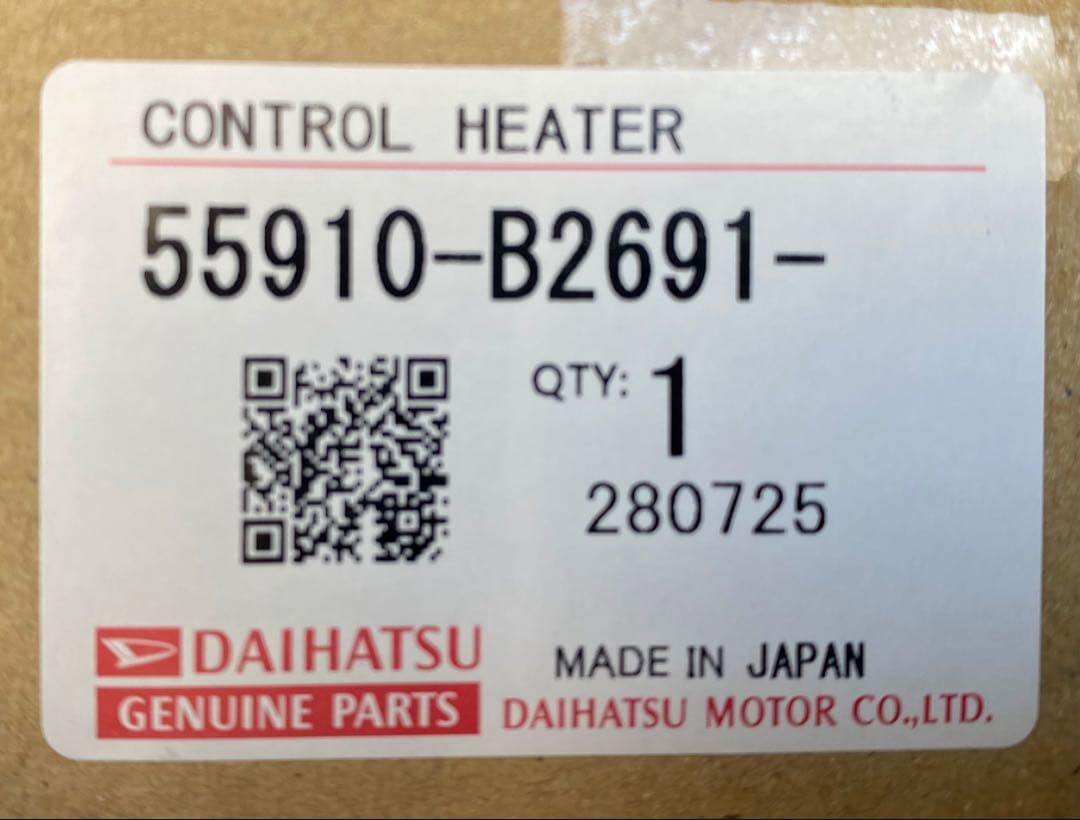 CONTROL HEATER
55910-B2691-
QTY: 1
280725
DAIHATSU
GENUINE PARTS
MADE IN JAPAN
DAIHATSU MOTOR CO.,LTD.